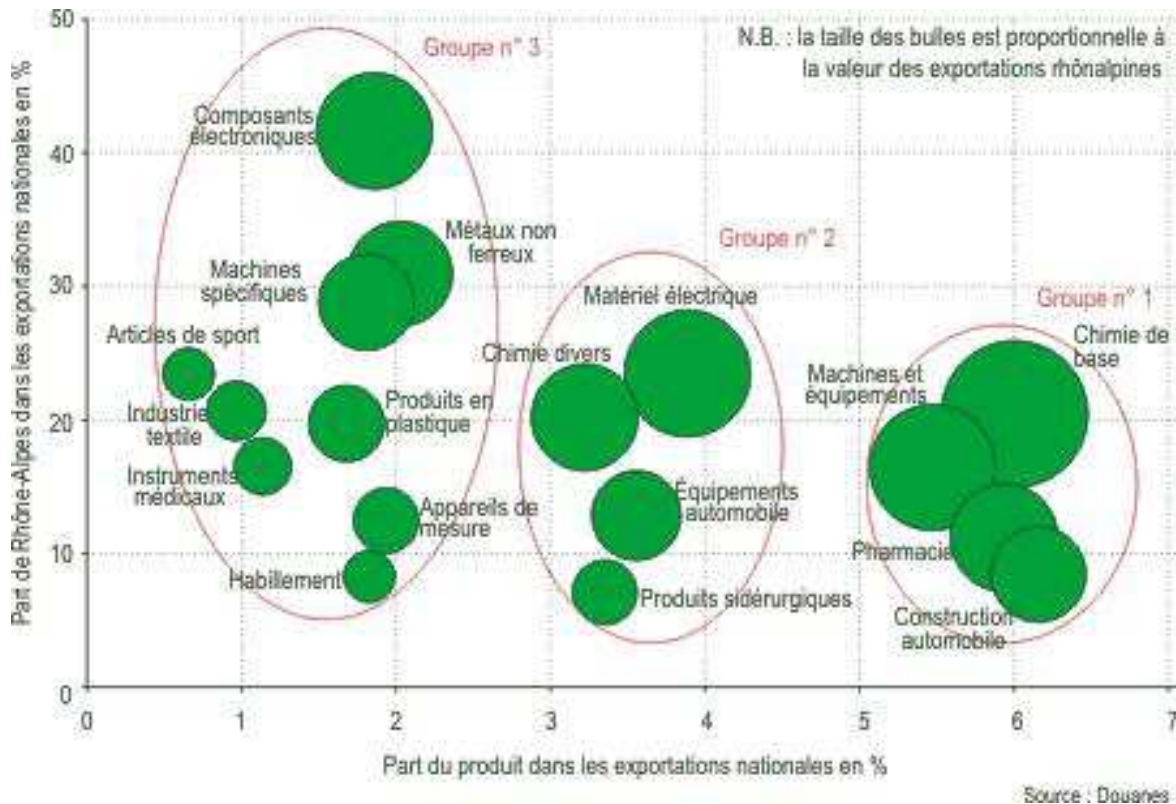 Part de Rhône-Alpes dans les exportations nationales en %
50
40
30
20
10
0
Groupe n° 3
N.B. : la taille des bulles est proportionnelle à
la valeur des exportations rhônalpines
Composants
électroniques
Métaux non
ferreux
Groupe n° 2
Machines
spécifiques
Matériel électrique
Groupe n° 1
Articles de sport
Chimie divers
Chimie de
base
Machines et
équipements
Industrie
textile
Produits en
plastique
Instruments
médicaux
Appareils de
mesure
Équipements
automobile
Pharmacie
Habillement
Produits sidérurgiques
Construction
automobile
0 1 2 3 4 5 6 7
Part du produit dans les exportations nationales en %
Source : Douanes